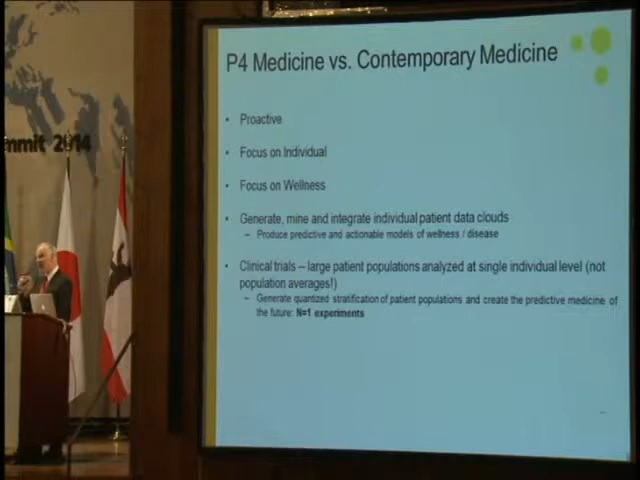 mmit 2014
P4 Medicine vs. Contemporary Medicine
• Proactive
• Focus on Individual
• Focus on Wellness
• Generate, mine and integrate individual patient data clouds
– Produce predictive and actionable models of wellness / disease
• Clinical trials – large patient populations analyzed at single individual level (not
population averages!)
– Generate quantized stratification of patient populations and create the predictive medicine of
the future: N=1 experiments